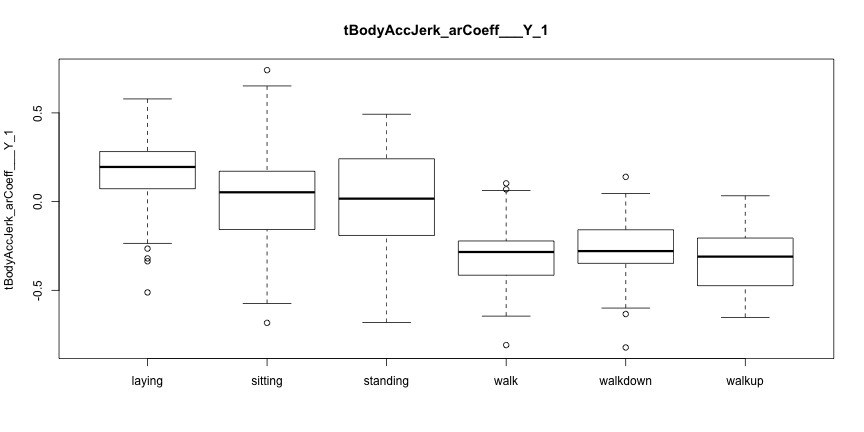 tBodyAccJerk_arCoeff___Y_1
tBodyAccJerk_arCoeff___Y_1
0.5
0.0
-0.5
laying sitting standing walk walkdown walkup